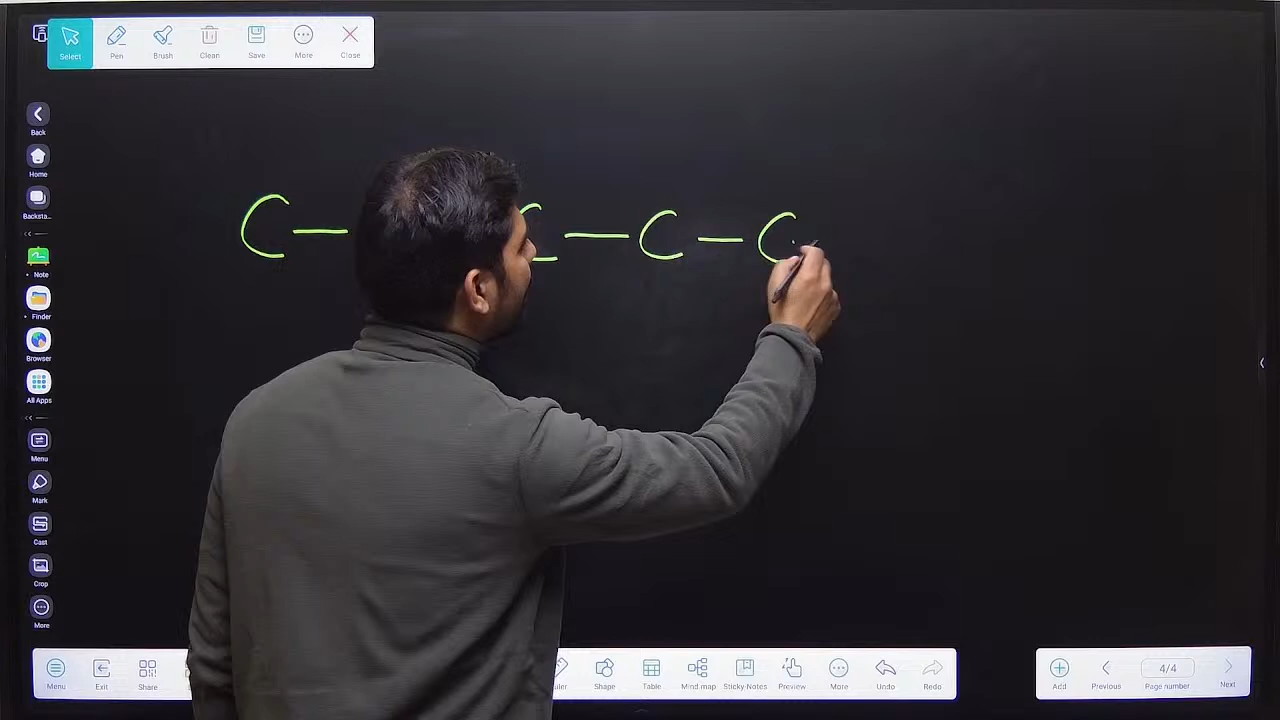 Select Pen Brush Clean Save More Close
Back
Home
Backsta...
Note
Finder
Browser
All Apps
Menu
Mark
Cast
Crop
More
C — C — C — C
Menu Exit Share Shape Table Mind map Sticky-Notes Preview More Undo Redo
Add Previous 4/4 Page number Next